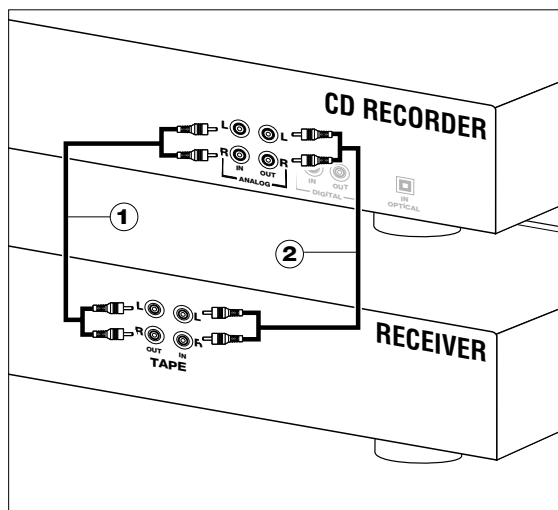 CD RECORDER
L L
R R
IN OUT
ANALOG
IN OUT
DIGITAL
IN
OPTICAL
1
2
RECEIVER
L L
R R
OUT IN
TAPE